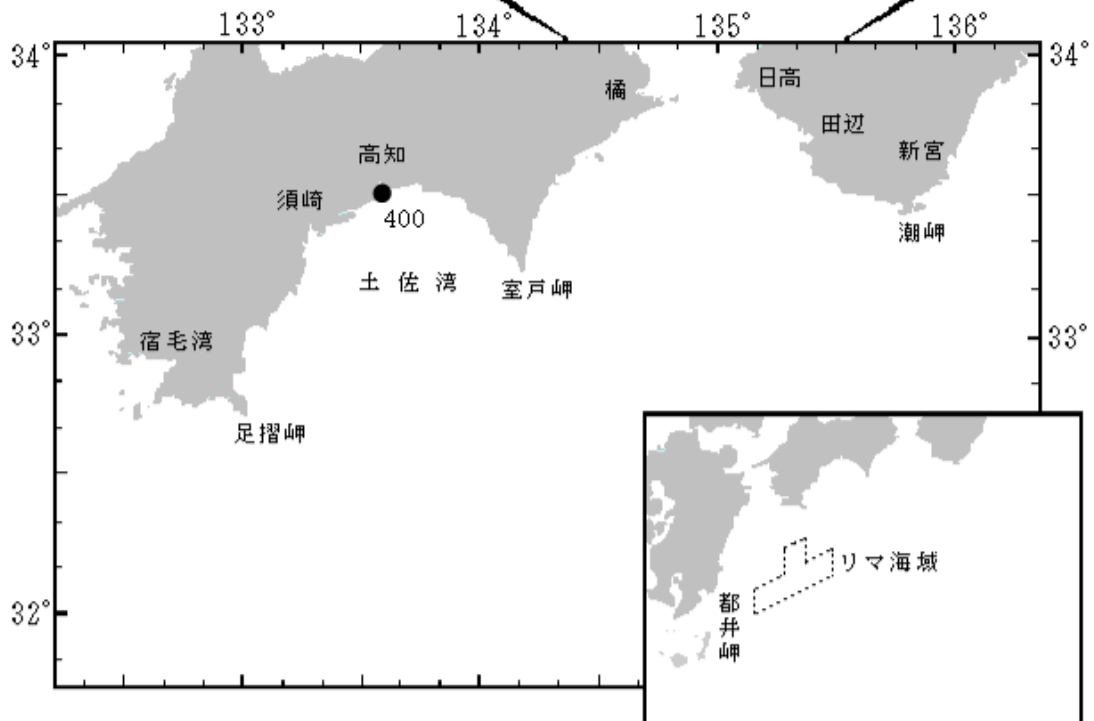 133° 134° 135° 136°
34° 34°
橘
日高
田辺
新宮
高知
須崎
400
潮岬
土佐湾
室戸岬
33° 33°
宿毛湾
足摺岬
リマ海域
都井岬
32°